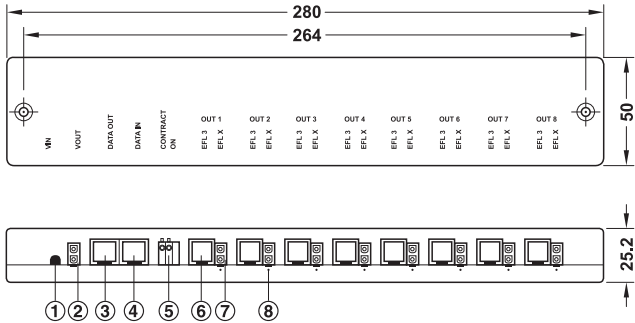 280
264
50
VIN
VOUT
DATA OUT
DATA IN
CONTRACT
ON
OUT 1
EFL 3
EFL X
OUT 2
EFL 3
EFL X
OUT 3
EFL 3
EFL X
OUT 4
EFL 3
EFL X
OUT 5
EFL 3
EFL X
OUT 6
EFL 3
EFL X
OUT 7
EFL 3
EFL X
OUT 8
EFL 3
EFL X
25.2
1
2
3
4
5
6
7
8